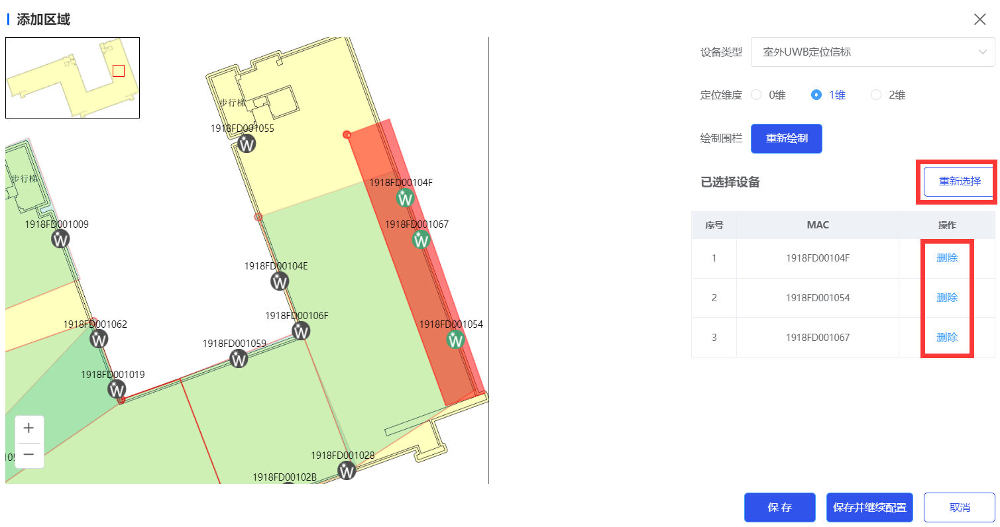 添加区域
设备类型
室外UWB定位信标
定位维度
0维
1维
2维
绘制围栏
重新绘制
已选择设备
重新选择
序号 MAC 操作
1 1918FD00104F 删除
2 1918FD001054 删除
3 1918FD001067 删除
保 存
保存并继续配置
取消
步行梯
1918FD001055
W
步行梯
1918FD00104F
W
1918FD001009
W
1918FD001067
W
1918FD00104E
W
1918FD00106F
W
1918FD001062
W
1918FD001054
W
1918FD001059
W
1918FD001019
W
+
−
1918FD001028
W
1918FD00102B